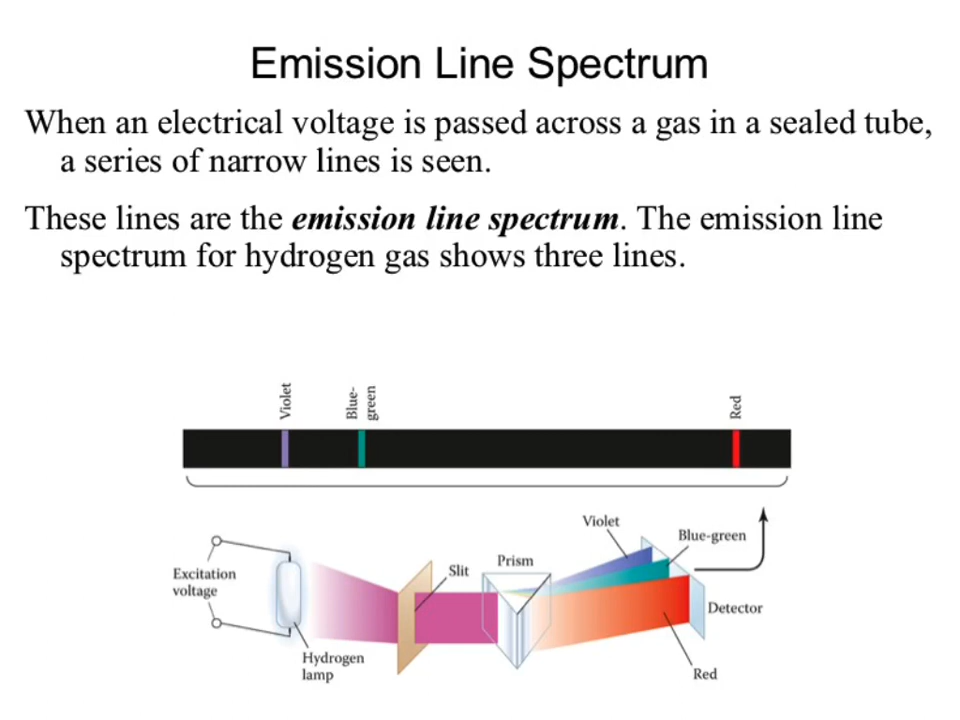 Emission Line Spectrum
When an electrical voltage is passed across a gas in a sealed tube,
a series of narrow lines is seen.
These lines are the emission line spectrum. The emission line
spectrum for hydrogen gas shows three lines.
Violet
Blue-
green
Red
Violet
Blue-green
Prism
Slit
Excitation
voltage
Detector
Hydrogen
lamp
Red